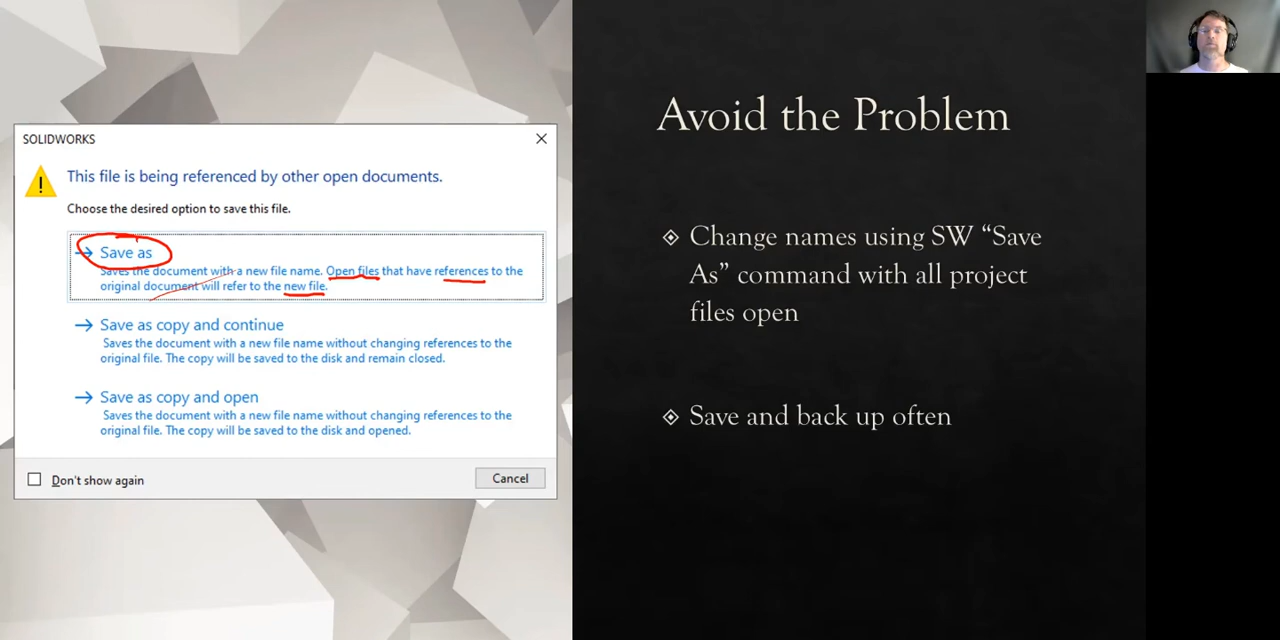 SOLIDWORKS
This file is being referenced by other open documents.
Choose the desired option to save this file.
Save as
Saves the document with a new file name. Open files that have references to the
original document will refer to the new file.
Save as copy and continue
Saves the document with a new file name without changing references to the
original file. The copy will be saved to the disk and remain closed.
Save as copy and open
Saves the document with a new file name without changing references to the
original file. The copy will be saved to the disk and opened.
Don't show again
Cancel
Avoid the Problem
Change names using SW “Save
As” command with all project
files open
Save and back up often